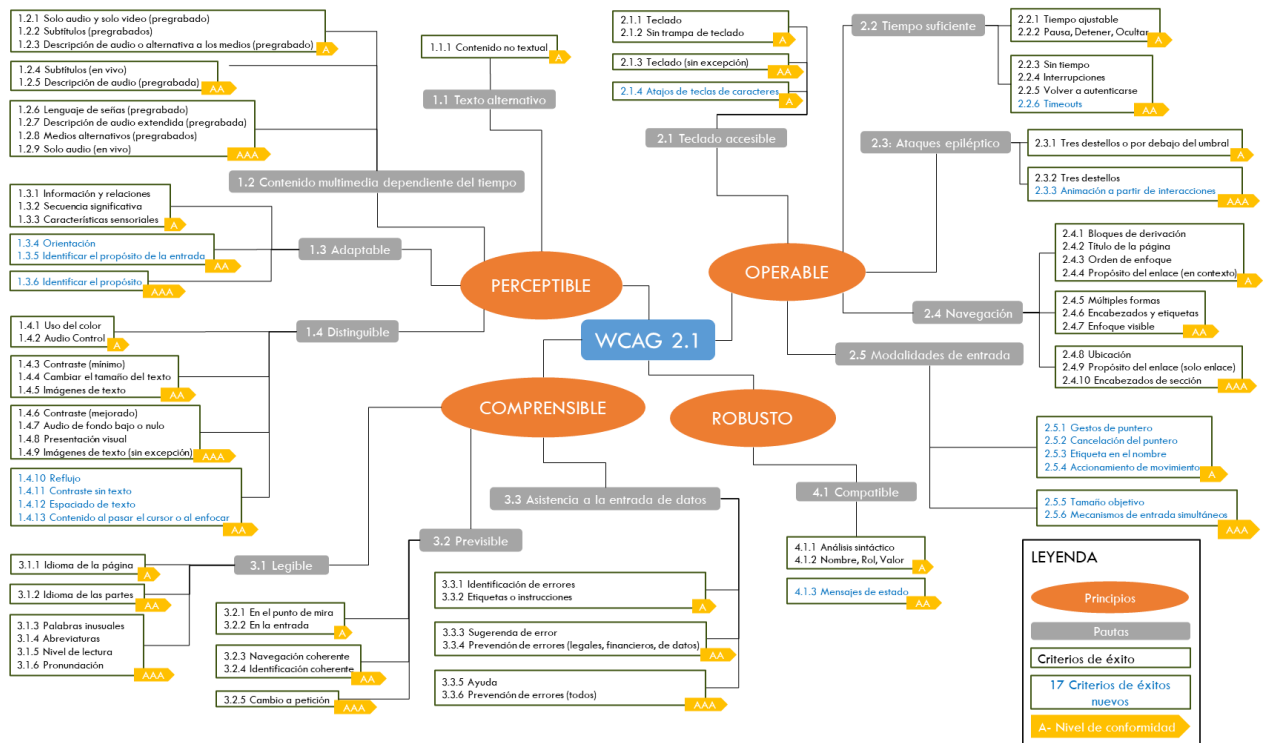 WCAG 2.1
PERCEPTIBLE
1.1 Texto alternativo
1.1.1 Contenido no textual
A
1.2 Contenido multimedia dependiente del tiempo
1.2.1 Solo audio y solo video (pregrabado)
1.2.2 Subtítulos (pregrabados)
1.2.3 Descripción de audio o alternativa a los medios (pregrabado)
A
1.2.4 Subtítulos (en vivo)
1.2.5 Descripción de audio (pregrabada)
AA
1.2.6 Lenguaje de señas (pregrabado)
1.2.7 Descripción de audio extendida (pregrabada)
1.2.8 Medios alternativos (pregrabados)
1.2.9 Solo audio (en vivo)
AAA
1.3 Adaptable
1.3.1 Información y relaciones
1.3.2 Secuencia significativa
1.3.3 Características sensoriales
A
1.3.4 Orientación
1.3.5 Identificar el propósito de la entrada
AA
1.3.6 Identificar el propósito
AAA
1.4 Distinguible
1.4.1 Uso del color
1.4.2 Audio Control
A
1.4.3 Contraste (mínimo)
1.4.4 Cambiar el tamaño del texto
1.4.5 Imágenes de texto
AA
1.4.6 Contraste (mejorado)
1.4.7 Audio de fondo bajo o nulo
1.4.8 Presentación visual
1.4.9 Imágenes de texto (sin excepción)
AAA
1.4.10 Reflujo
1.4.11 Contraste sin texto
1.4.12 Espaciado de texto
1.4.13 Contenido al pasar el cursor o al enfocar
AA
OPERABLE
2.1 Teclado accesible
2.1.1 Teclado
2.1.2 Sin trampa de teclado
A
2.1.3 Teclado (sin excepción)
AA
2.1.4 Atajos de teclas de caracteres
A
2.2 Tiempo suficiente
2.2.1 Tiempo ajustable
2.2.2 Pausa, Detener, Ocultar
A
2.2.3 Sin tiempo
2.2.4 Interrupciones
2.2.5 Volver a autenticarse
2.2.6 Timeouts
AA
2.3: Ataques epiléptico
2.3.1 Tres destellos o por debajo del umbral
A
2.3.2 Tres destellos
2.3.3 Animación a partir de interacciones
AAA
2.4 Navegación
2.4.1 Bloques de derivación
2.4.2 Título de la página
2.4.3 Orden de enfoque
2.4.4 Propósito del enlace (en contexto)
A
2.4.5 Múltiples formas
2.4.6 Encabezados y etiquetas
2.4.7 Enfoque visible
AA
2.4.8 Ubicación
2.4.9 Propósito del enlace (solo enlace)
2.4.10 Encabezados de sección
AAA
2.5 Modalidades de entrada
2.5.1 Gestos de puntero
2.5.2 Cancelación del puntero
2.5.3 Etiqueta en el nombre
2.5.4 Accionamiento de movimiento
A
2.5.5 Tamaño objetivo
2.5.6 Mecanismos de entrada simultáneos
AAA
COMPRENSIBLE
3.1 Legible
3.1.1 Idioma de la página
A
3.1.2 Idioma de las partes
AA
3.1.3 Palabras inusuales
3.1.4 Abreviaturas
3.1.5 Nivel de lectura
3.1.6 Pronunciación
AAA
3.2 Previsible
3.2.1 En el punto de mira
3.2.2 En la entrada
A
3.2.3 Navegación coherente
3.2.4 Identificación coherente
AA
3.2.5 Cambio a petición
AAA
3.3 Asistencia a la entrada de datos
3.3.1 Identificación de errores
3.3.2 Etiquetas o instrucciones
A
3.3.3 Sugerencia de error
3.3.4 Prevención de errores (legales, financieros, de datos)
AA
3.3.5 Ayuda
3.3.6 Prevención de errores (todos)
AAA
ROBUSTO
4.1 Compatible
4.1.1 Análisis sintáctico
4.1.2 Nombre, Rol, Valor
A
4.1.3 Mensajes de estado
AA
LEYENDA
Principios
Pautas
Criterios de éxito
17 Criterios de éxitos
nuevos
A- Nivel de conformidad